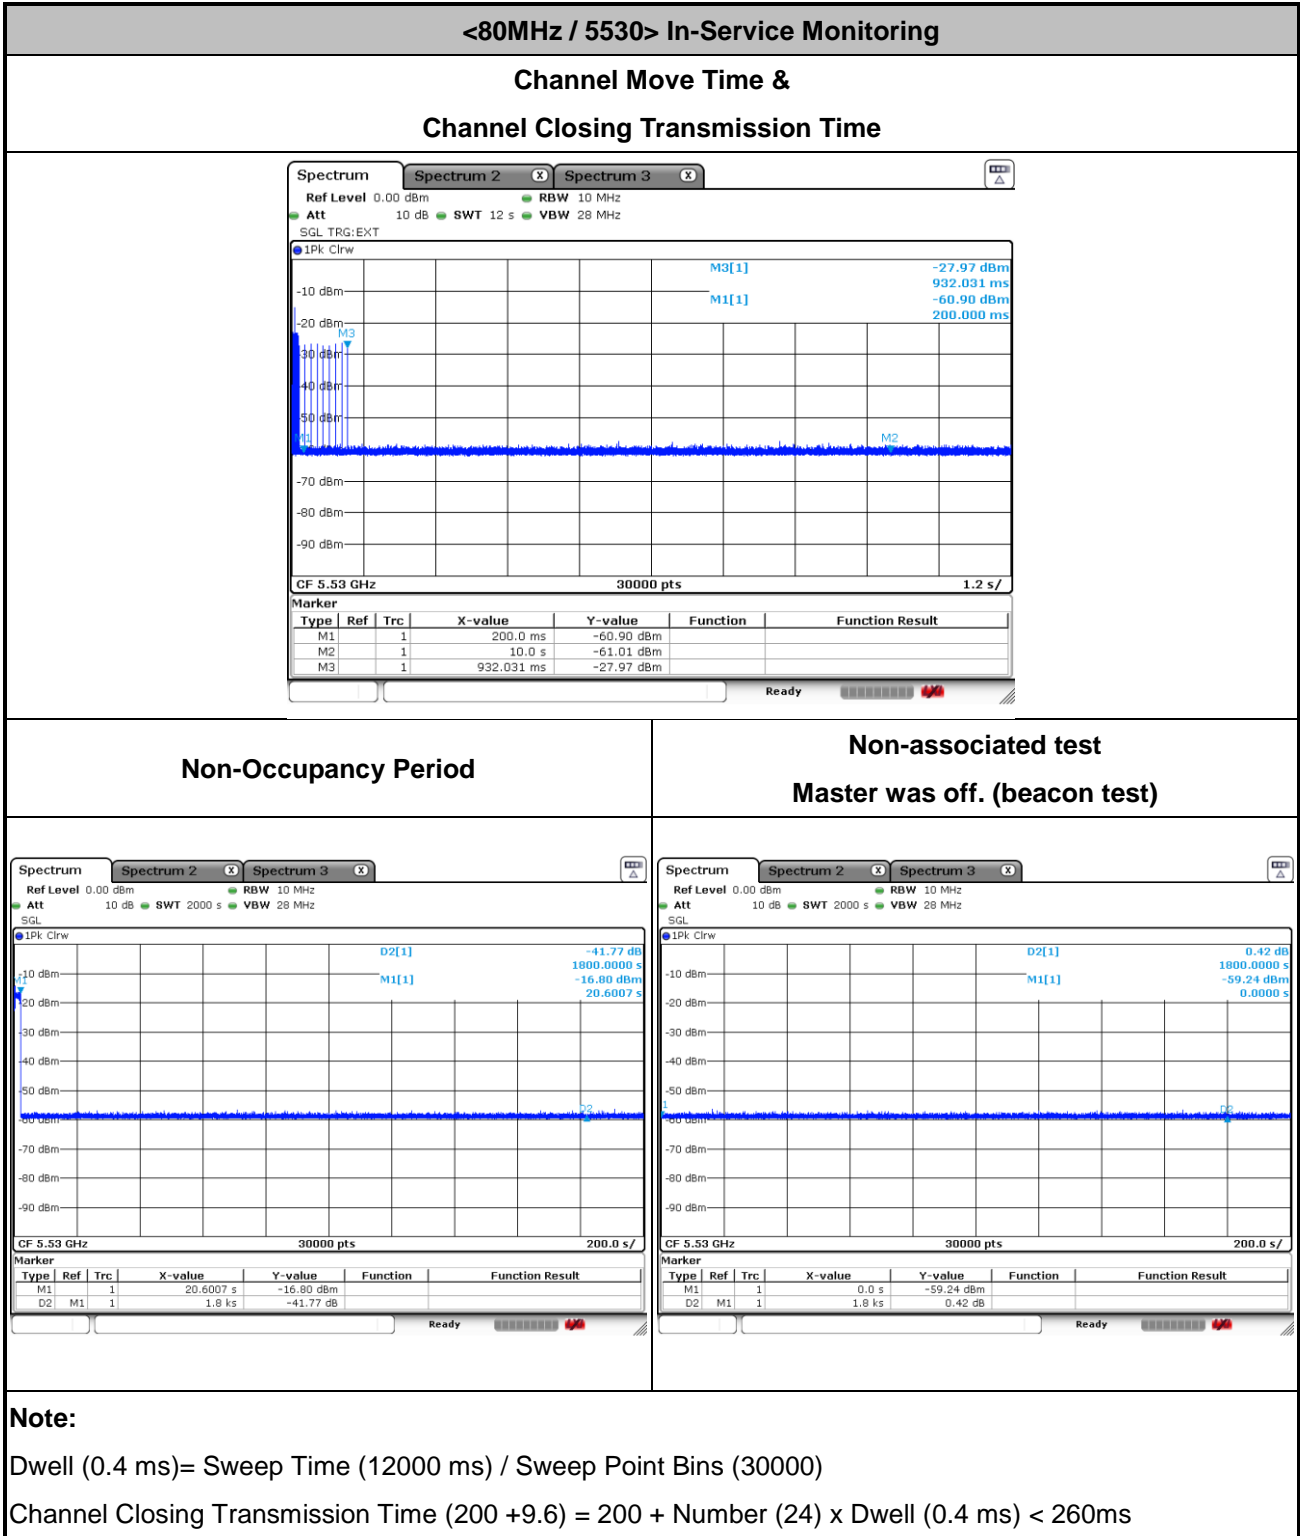 <80MHz / 5530> In-Service Monitoring
Channel Move Time &
Channel Closing Transmission Time
Spectrum Spectrum 2 X Spectrum 3 X
Ref Level 0.00 dBm RBW 10 MHz
Att 10 dB SWT 12 s VBW 28 MHz
SGL TRG:EXT
1Pk Clrw
M3[1] -27.97 dBm
932.031 ms
-10 dBm
M1[1] -60.90 dBm
200.000 ms
-20 dBm
M3
-30 dBm
-40 dBm
-50 dBm
M1 M2
-70 dBm
-80 dBm
-90 dBm
CF 5.53 GHz 30000 pts 1.2 s/
Marker
Type Ref Trc X-value Y-value Function Function Result
M1 1 200.0 ms -60.90 dBm
M2 1 10.0 s -61.01 dBm
M3 1 932.031 ms -27.97 dBm
Ready
Non-Occupancy Period
Spectrum Spectrum 2 X Spectrum 3 X
Ref Level 0.00 dBm RBW 10 MHz
Att 10 dB SWT 2000 s VBW 28 MHz
SGL
1Pk Clrw
D2[1] -41.77 dB
1800.0000 s
-10 dBm
M1[1] -16.80 dBm
20.6007 s
M1
-20 dBm
-30 dBm
-40 dBm
-50 dBm
D2
-60 dBm
-70 dBm
-80 dBm
-90 dBm
CF 5.53 GHz 30000 pts 200.0 s/
Marker
Type Ref Trc X-value Y-value Function Function Result
M1 1 20.6007 s -16.80 dBm
D2 M1 1 1.8 ks -41.77 dB
Ready
Non-associated test
Master was off. (beacon test)
Spectrum Spectrum 2 X Spectrum 3 X
Ref Level 0.00 dBm RBW 10 MHz
Att 10 dB SWT 2000 s VBW 28 MHz
SGL
1Pk Clrw
D2[1] 0.42 dB
1800.0000 s
-10 dBm
M1[1] -59.24 dBm
0.0000 s
-20 dBm
-30 dBm
-40 dBm
-50 dBm
1 D2
-60 dBm
-70 dBm
-80 dBm
-90 dBm
CF 5.53 GHz 30000 pts 200.0 s/
Marker
Type Ref Trc X-value Y-value Function Function Result
M1 1 0.0 s -59.24 dBm
D2 M1 1 1.8 ks 0.42 dB
Ready
Note:
Dwell (0.4 ms)= Sweep Time (12000 ms) / Sweep Point Bins (30000)
Channel Closing Transmission Time (200 +9.6) = 200 + Number (24) x Dwell (0.4 ms) < 260ms